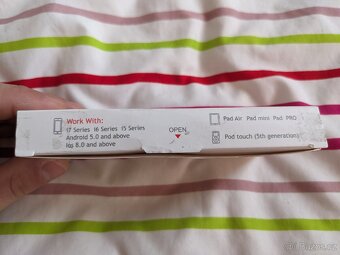 Work With:
i7 Series i6 Series i5 Series
Android 5.0 and above
Ios 8.0 and above
OPEN
Pad Air Pad mini Pad PRO
Pod touch (5th generation)